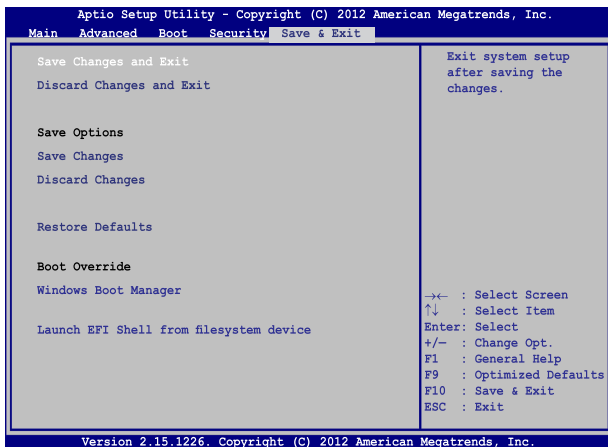 Aptio Setup Utility - Copyright (C) 2012 American Megatrends, Inc.
Main Advanced Boot Security Save & Exit
Save Changes and Exit
Discard Changes and Exit
Save Options
Save Changes
Discard Changes
Restore Defaults
Boot Override
Windows Boot Manager
Launch EFI Shell from filesystem device
Exit system setup
after saving the
changes.
→← : Select Screen
↑↓ : Select Item
Enter: Select
+/— : Change Opt.
F1 : General Help
F9 : Optimized Defaults
F10 : Save & Exit
ESC : Exit
Version 2.15.1226. Copyright (C) 2012 American Megatrends, Inc.